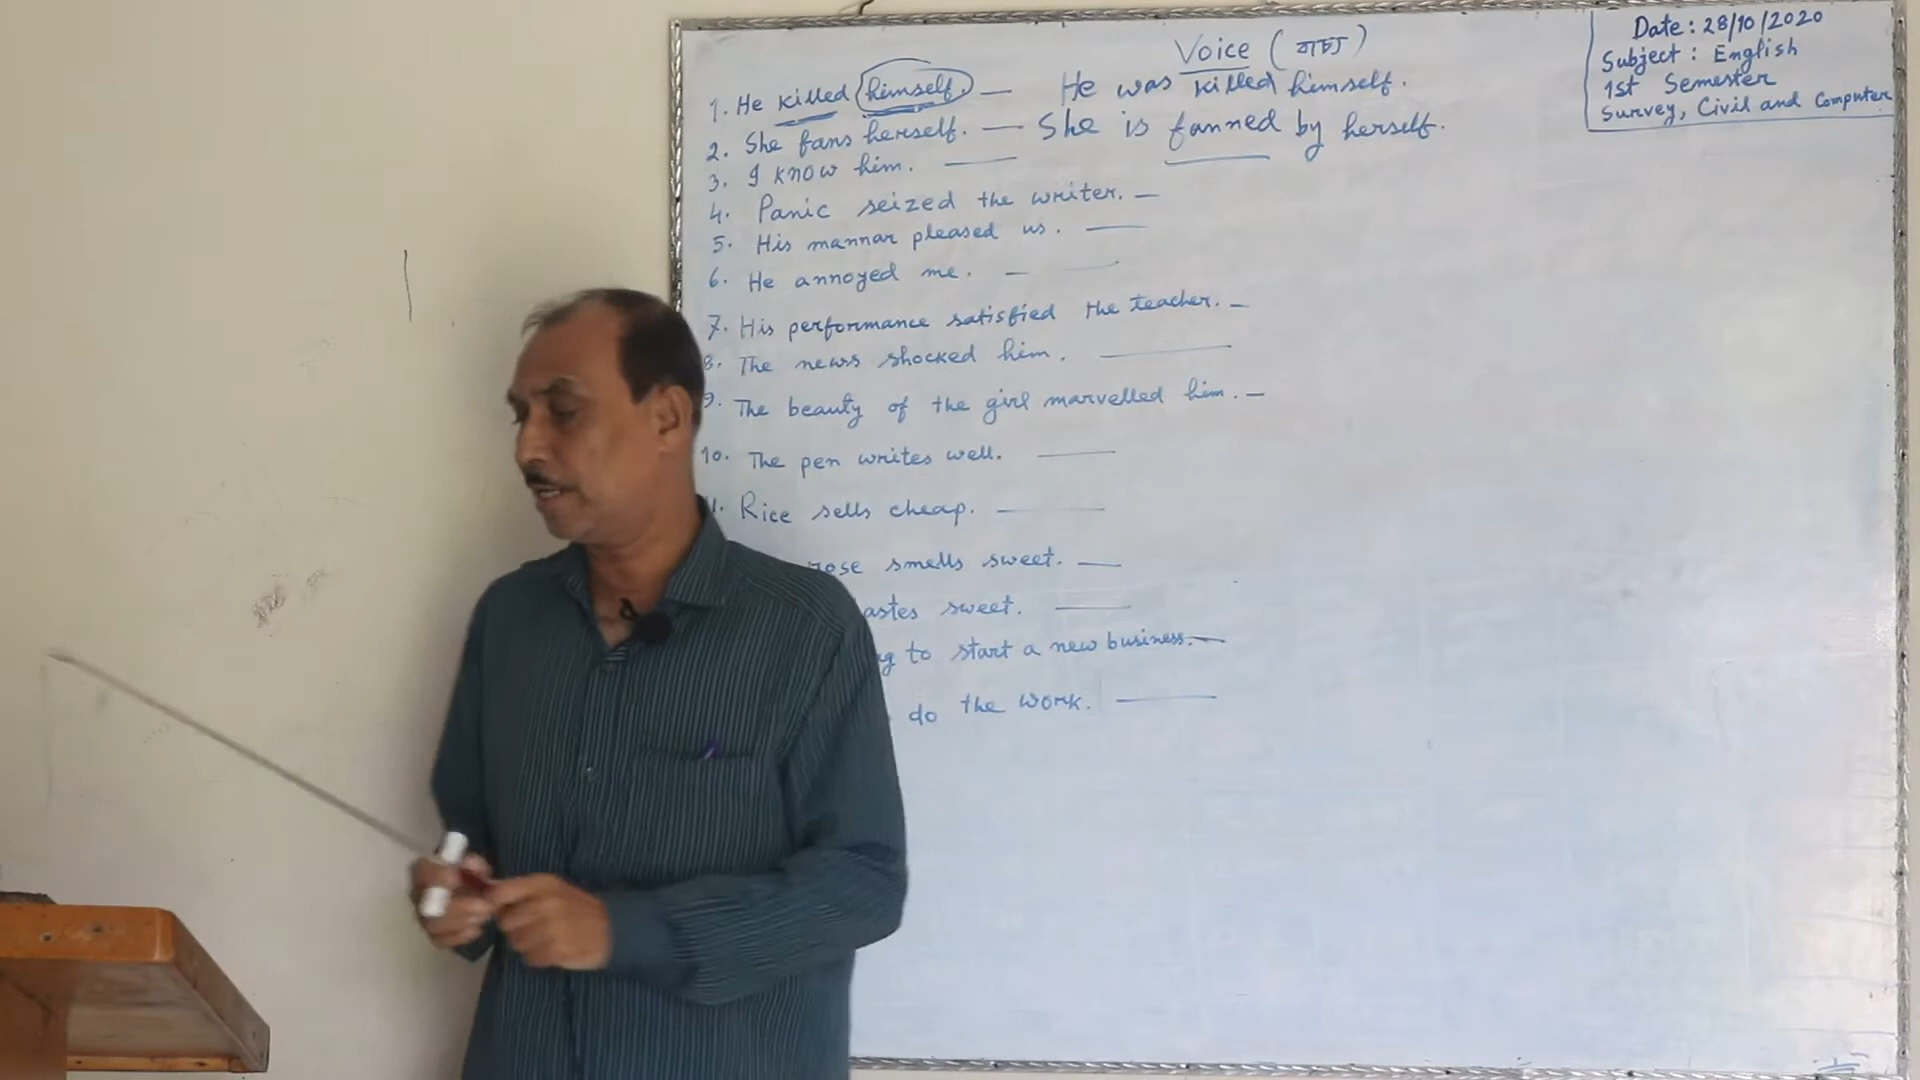 Voice (বাচ্য)
Date: 28/10/2020
Subject: English
1st Semester
Survey, Civil and Computer
1. He killed himself. — He was killed himself.
2. She fans herself. — She is fanned by herself.
3. I know him. —
4. Panic seized the writer. —
5. His mannar pleased us. —
6. He annoyed me. —
7. His performance satisfied the teacher. —
8. The news shocked him. —
9. The beauty of the girl marvelled him. —
10. The pen writes well. —
Rice sells cheap. —
rose smells sweet. —
astes sweet. —
to start a new business. —
do the work. —